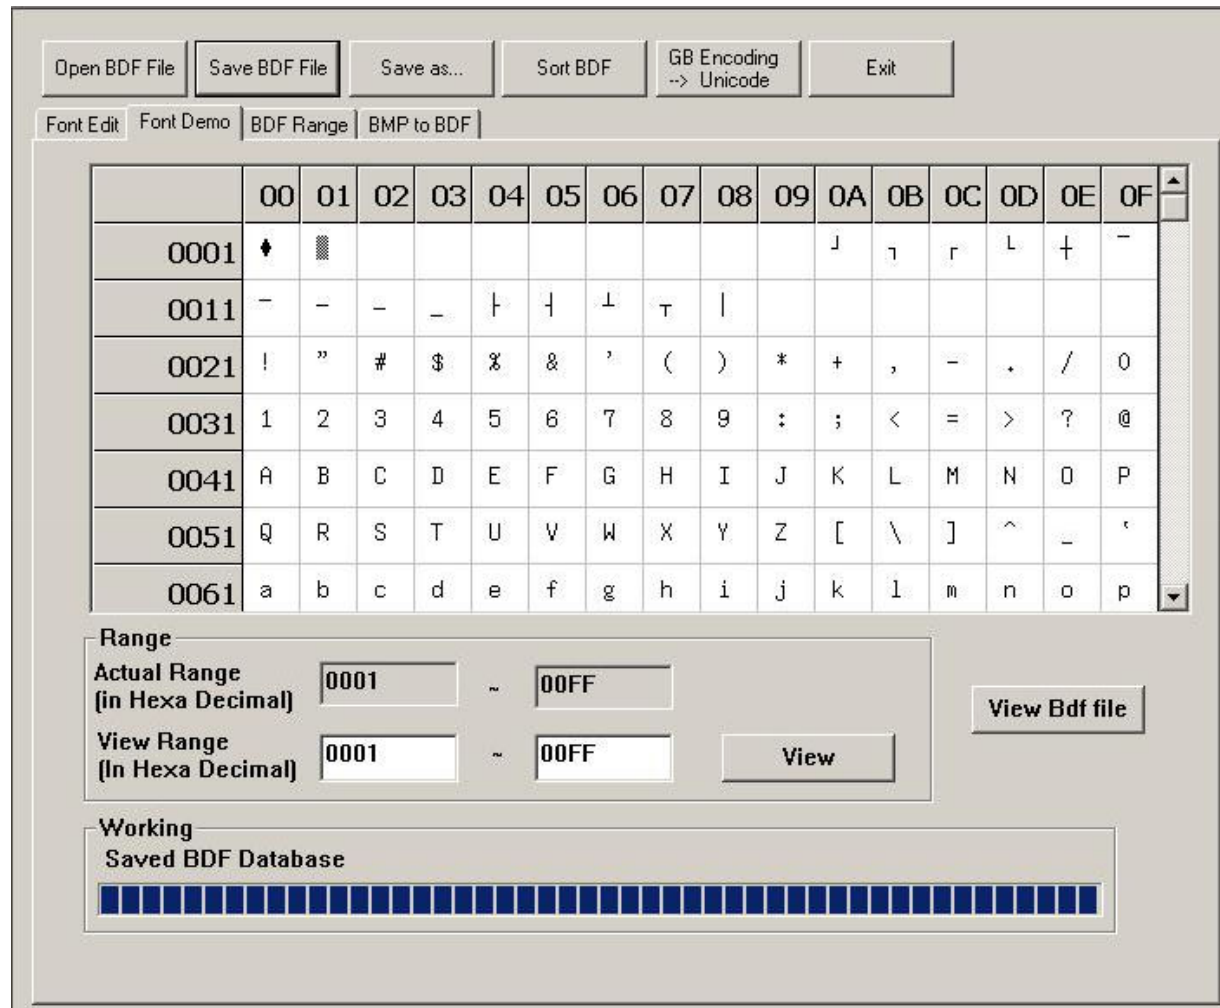 Open BDF File Save BDF File Save as... Sort BDF GB Encoding --> Unicode Exit
Font Edit Font Demo BDF Range BMP to BDF
00 01 02 03 04 05 06 07 08 09 0A 0B 0C 0D 0E 0F
0001 ♦ ▒ ┘ ┐ ┌ └ ┼ ⎺
0011 ⎻ ─ ⎼ ⎽ ├ ┤ ┴ ┬ │
0021 ! " # $ % & ' ( ) * + , - . / 0
0031 1 2 3 4 5 6 7 8 9 : ; < = > ? @
0041 A B C D E F G H I J K L M N O P
0051 Q R S T U V W X Y Z [ \ ] ^ _ ‛
0061 a b c d e f g h i j k l m n o p
Range
Actual Range
(in Hexa Decimal) 0001 ~ 00FF
View Bdf file
View Range
(In Hexa Decimal) 0001 ~ 00FF View
Working
Saved BDF Database